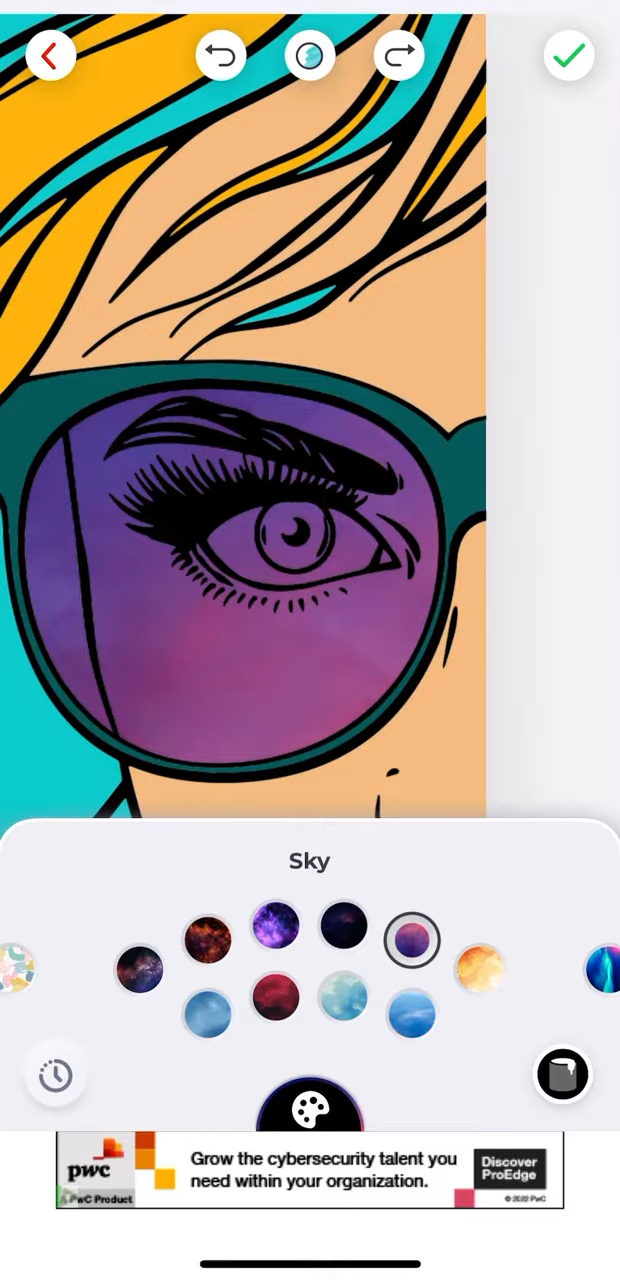 Sky
pwc
A PwC Product
Grow the cybersecurity talent you
need within your organization.
Discover
ProEdge
© 2022 PwC